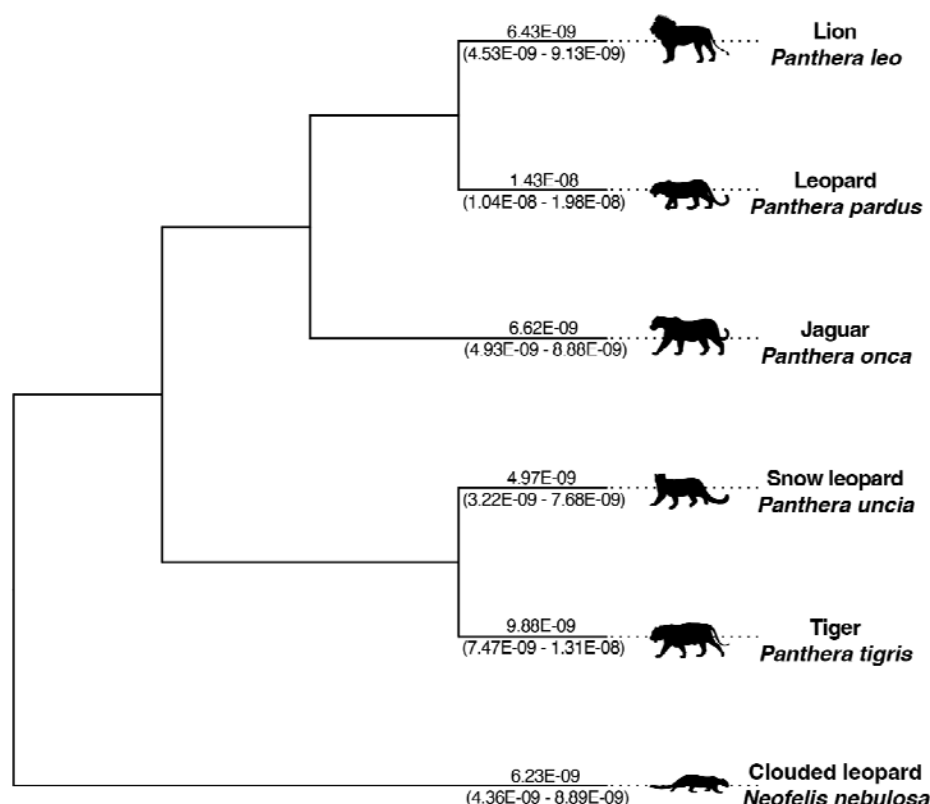 6.43E-09
(4.53E-09 - 9.13E-09)
Lion
Panthera leo
1.43E-08
(1.04E-08 - 1.98E-08)
Leopard
Panthera pardus
6.62E-09
(4.93E-09 - 8.88E-09)
Jaguar
Panthera onca
4.97E-09
(3.22E-09 - 7.68E-09)
Snow leopard
Panthera uncia
9.88E-09
(7.47E-09 - 1.31E-08)
Tiger
Panthera tigris
6.23E-09
(4.36E-09 - 8.89E-09)
Clouded leopard
Neofelis nebulosa